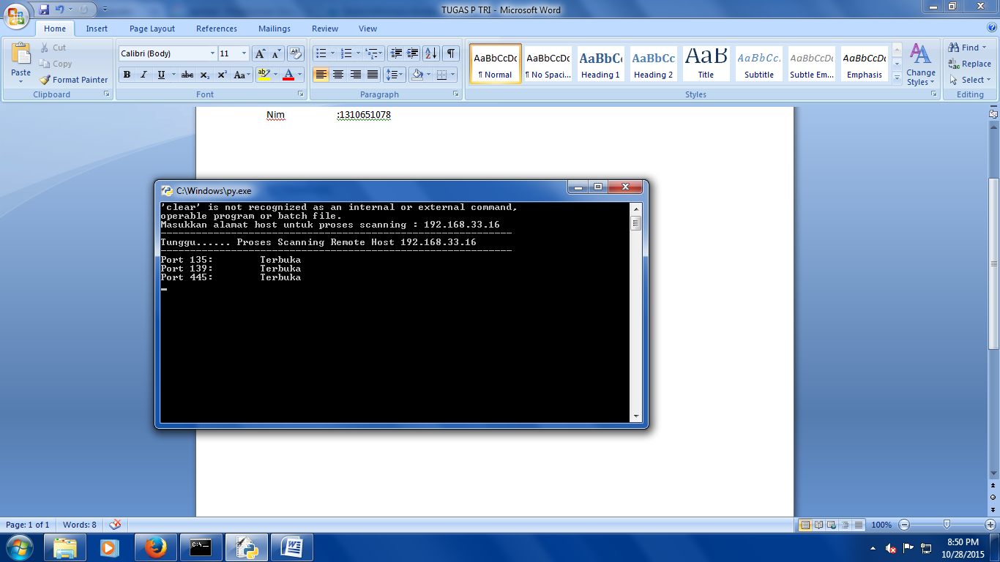 TUGAS P TRI - Microsoft Word
Home Insert Page Layout References Mailings Review View
Paste
Cut
Copy
Format Painter
Clipboard
Calibri (Body) 11
Font
Paragraph
AaBbCcDc AaBbCcDc AaBbC AaBbCc AaB AaBbCc. AaBbCcDc AaBbCcDc
¶ Normal ¶ No Spaci... Heading 1 Heading 2 Title Subtitle Subtle Em... Emphasis
Change Styles
Styles
Find
Replace
Select
Editing
Nim :1310651078
C:\Windows\py.exe
'clear' is not recognized as an internal or external command,
operable program or batch file.
Masukkan alamat host untuk proses scanning : 192.168.33.16
------------------------------------------------------------
Tunggu...... Proses Scanning Remote Host 192.168.33.16
------------------------------------------------------------
Port 135: Terbuka
Port 139: Terbuka
Port 445: Terbuka
Page: 1 of 1 Words: 8 100%
8:50 PM
10/28/2015